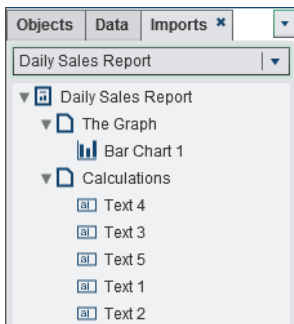 Objects Data Imports
Daily Sales Report
Daily Sales Report
The Graph
Bar Chart 1
Calculations
Text 4
Text 3
Text 5
Text 1
Text 2